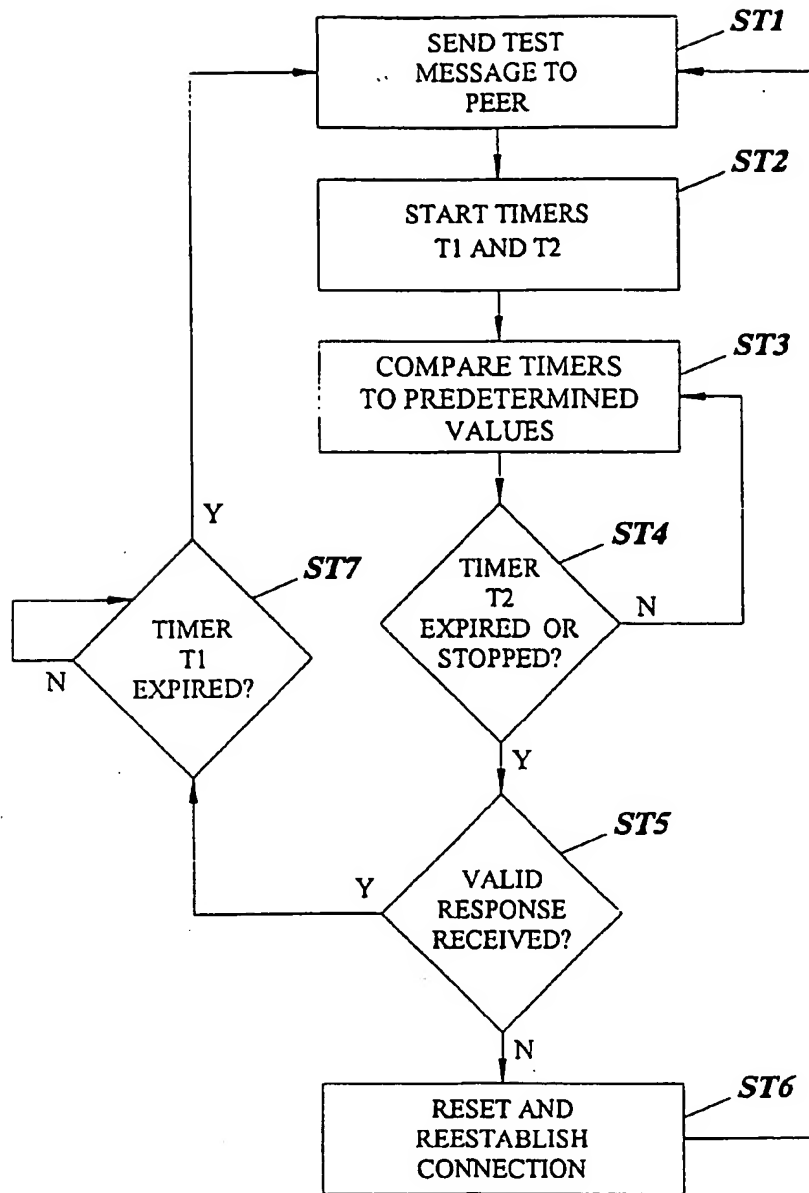 SEND TEST
MESSAGE TO
PEER
ST1
START TIMERS
T1 AND T2
ST2
COMPARE TIMERS
TO PREDETERMINED
VALUES
ST3
TIMER
T2
EXPIRED OR
STOPPED?
ST4
N
Y
TIMER
T1
EXPIRED?
ST7
Y
N
VALID
RESPONSE
RECEIVED?
ST5
Y
N
RESET AND
REESTABLISH
CONNECTION
ST6